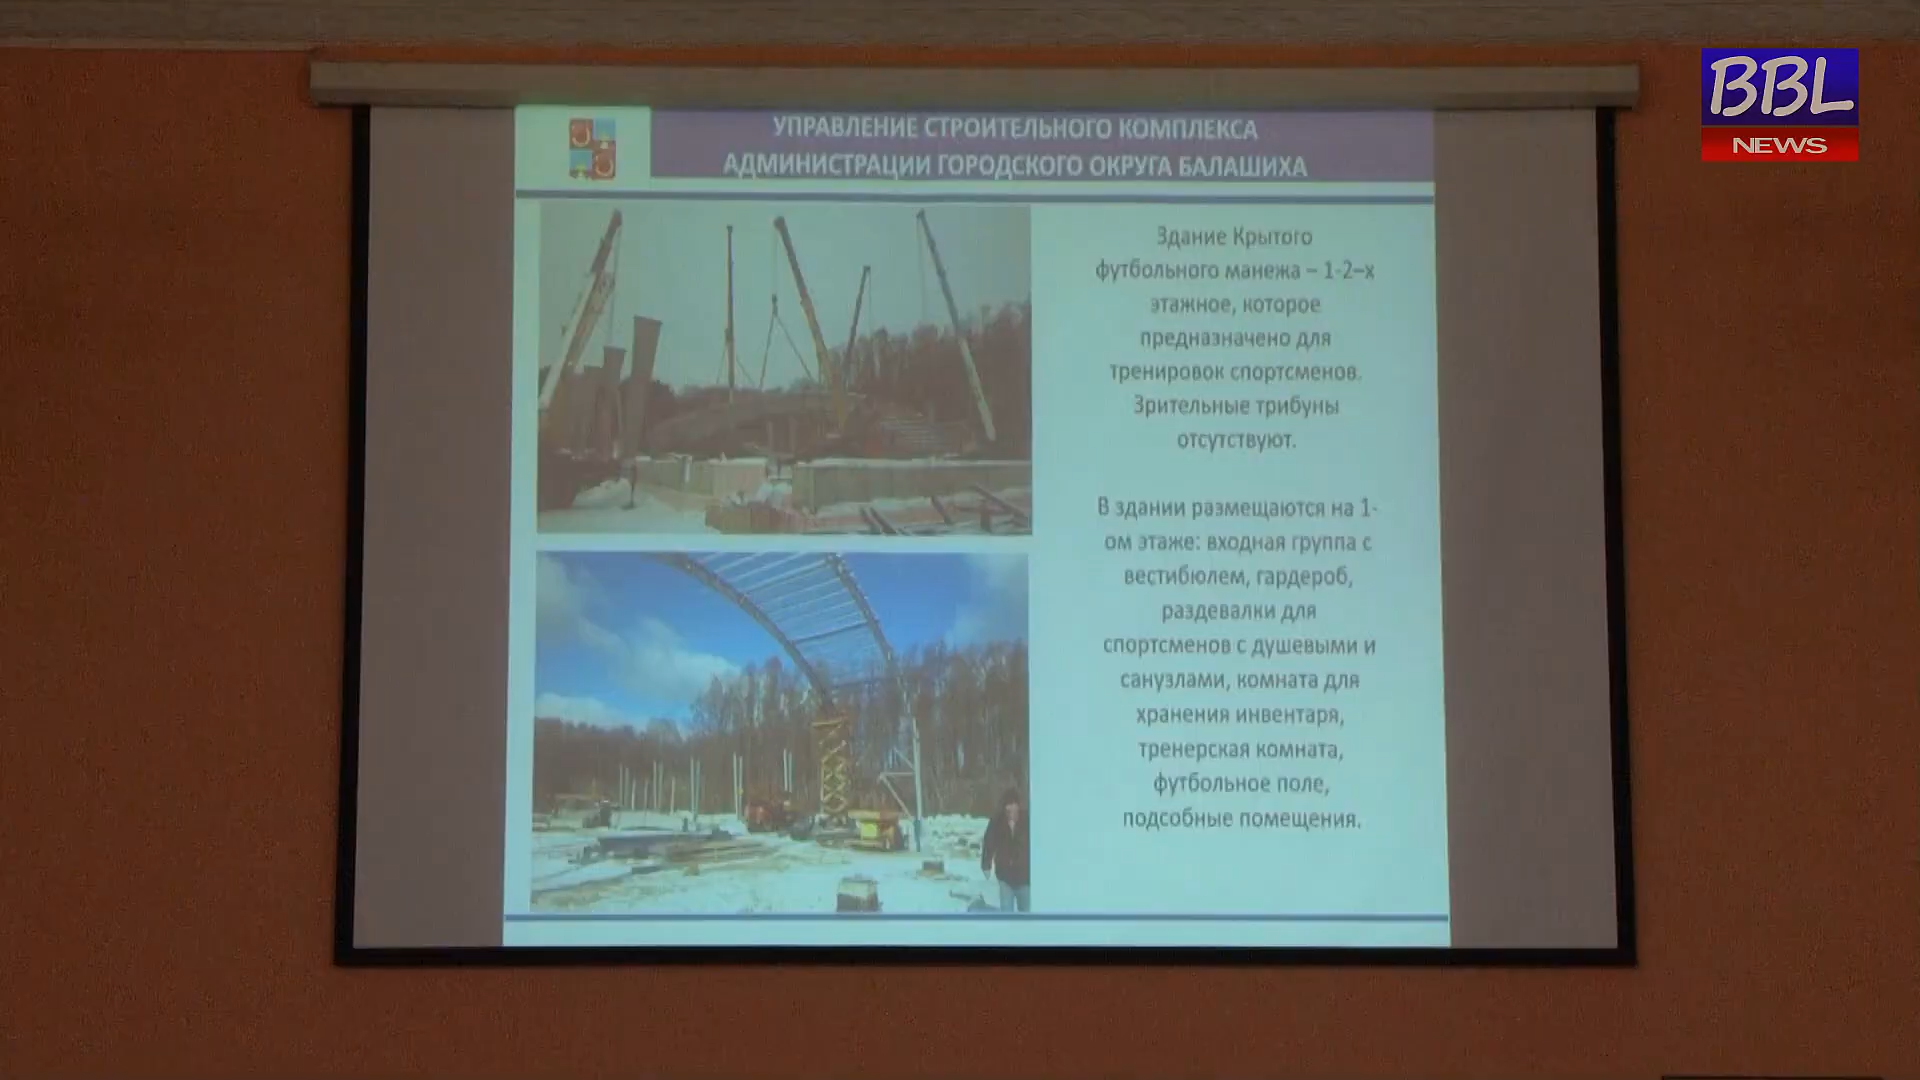 BBL
NEWS
УПРАВЛЕНИЕ СТРОИТЕЛЬНОГО КОМПЛЕКСА
АДМИНИСТРАЦИИ ГОРОДСКОГО ОКРУГА БАЛАШИХА
Здание Крытого
футбольного манежа – 1-2–х
этажное, которое
предназначено для
тренировок спортсменов.
Зрительные трибуны
отсутствуют.
В здании размещаются на 1-
ом этаже: входная группа с
вестибюлем, гардероб,
раздевалки для
спортсменов с душевыми и
санузлами, комната для
хранения инвентаря,
тренерская комната,
футбольное поле,
подсобные помещения.